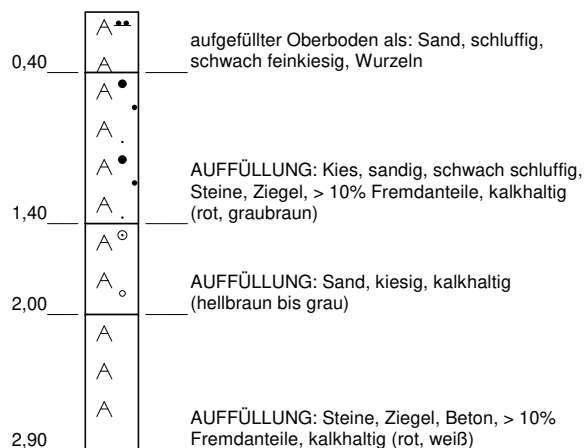 aufgefüllter Oberboden als: Sand, schluffig,
0,40
schwach feinkiesig, Wurzeln
A
A
A
A
A
A
AUFFÜLLUNG: Kies, sandig, schwach schluffig,
Steine, Ziegel, > 10% Fremdanteile, kalkhaltig
1,40
(rot, graubraun)
A
A
AUFFÜLLUNG: Sand, kiesig, kalkhaltig
2,00
(hellbraun bis grau)
A
A
A
AUFFÜLLUNG: Steine, Ziegel, Beton, > 10%
2,90
Fremdanteile, kalkhaltig (rot, weiß)